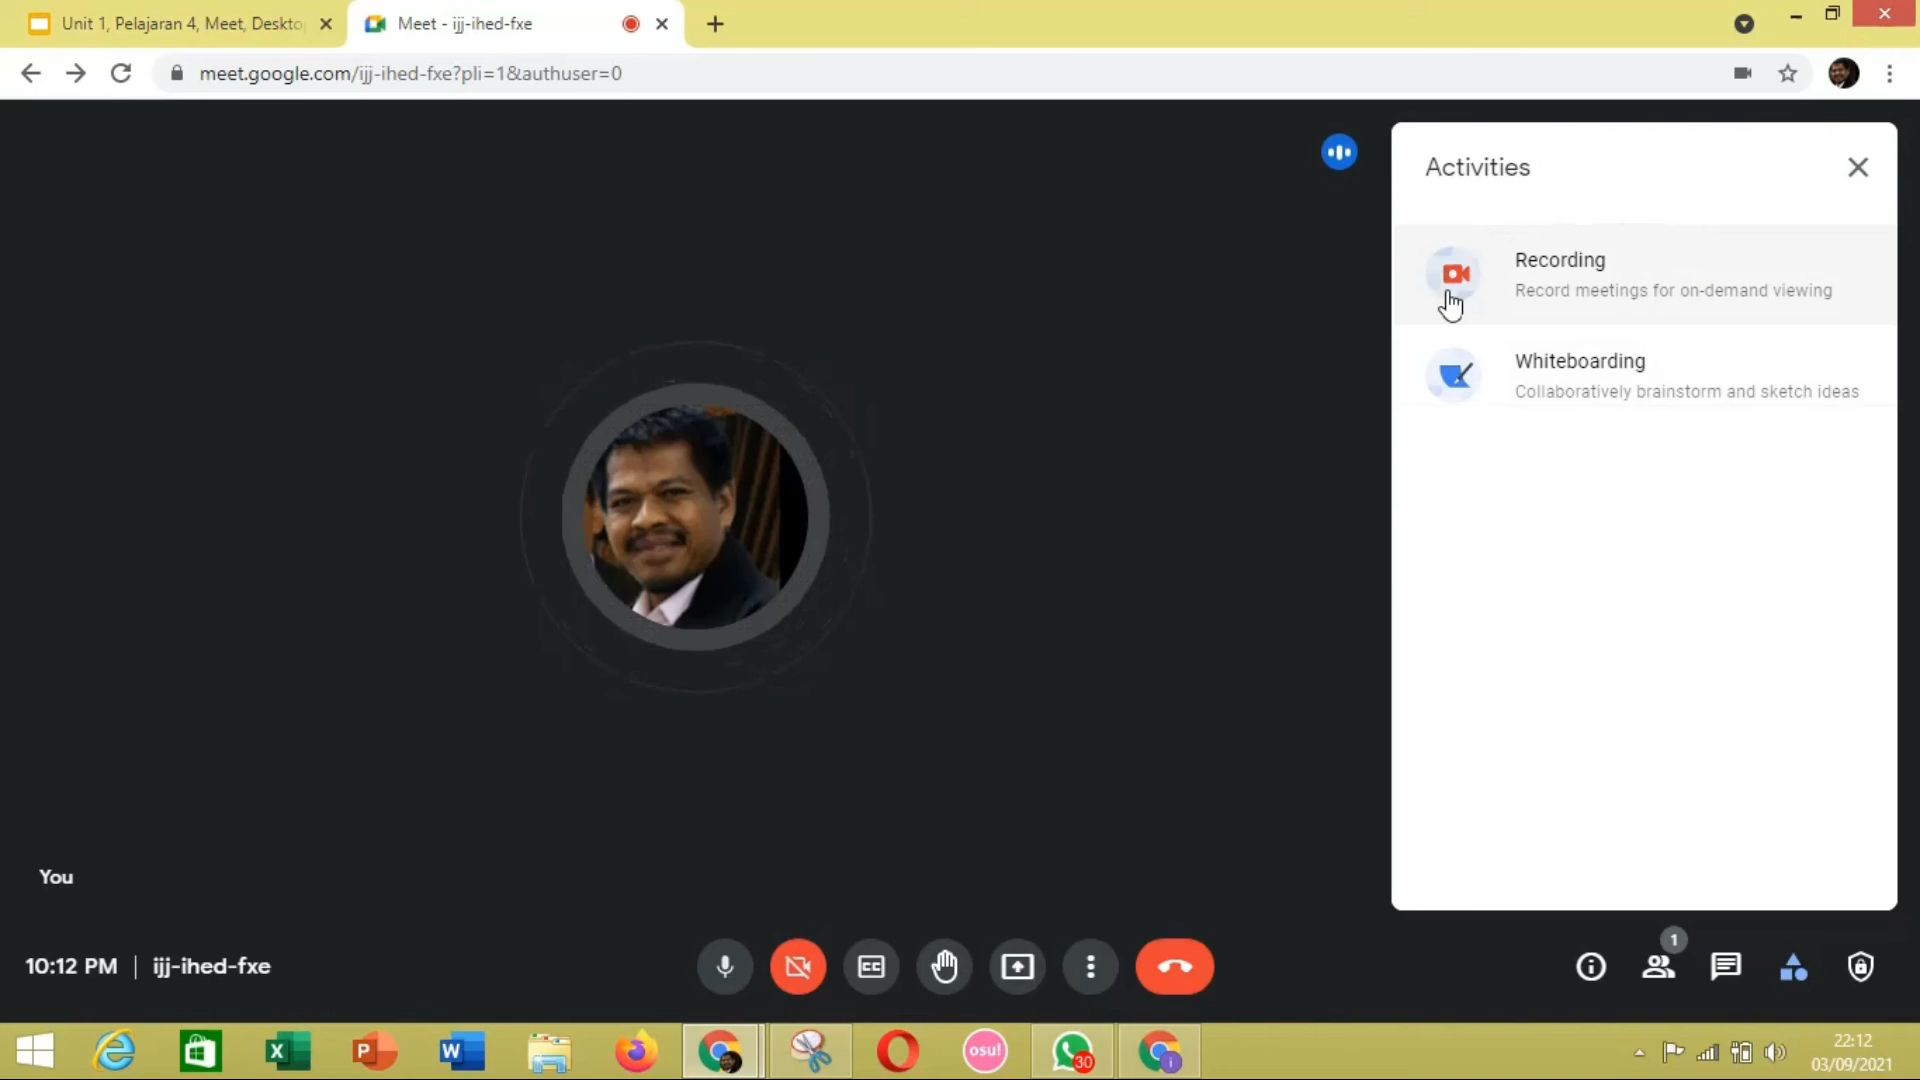 Unit 1, Pelajaran 4, Meet, Deskto
Meet - ijj-ihed-fxe
meet.google.com/ijj-ihed-fxe?pli=1&authuser=0
Activities
Recording
Record meetings for on-demand viewing
Whiteboarding
Collaboratively brainstorm and sketch ideas
You
10:12 PM | ijj-ihed-fxe
CC
1
X
P
W
osu!
30
i
22:12
03/09/2021